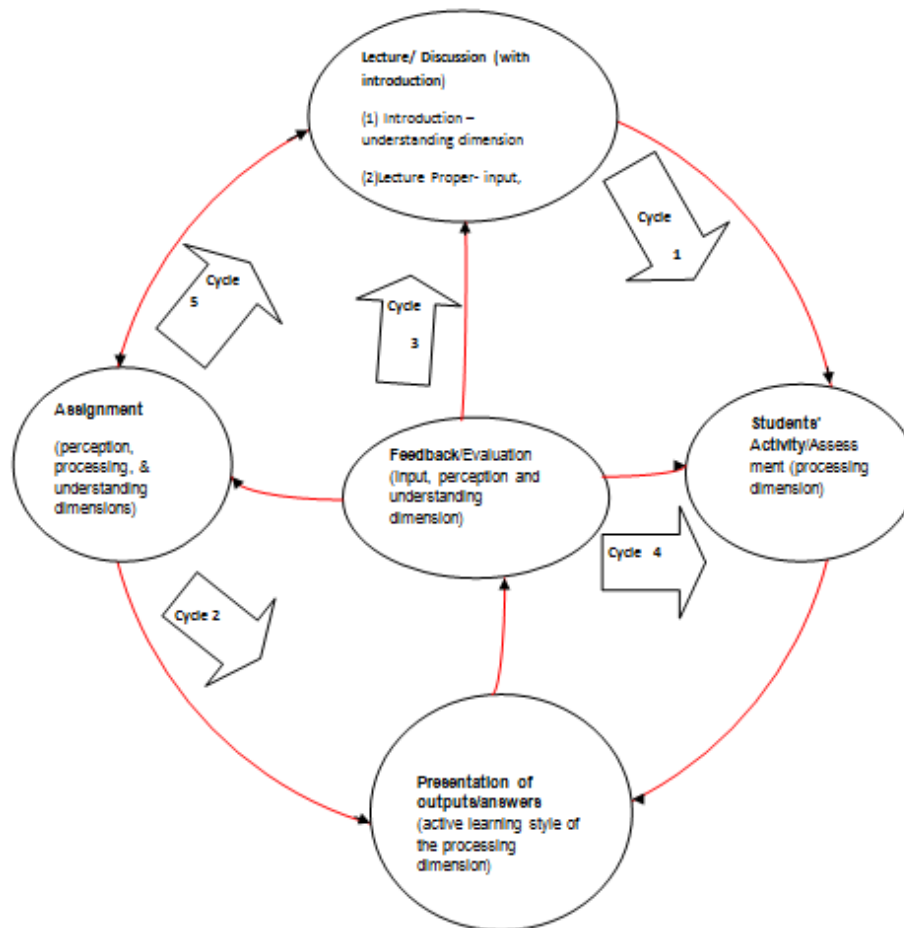 Lecture/ Discussion (with
introduction)
(1) Introduction –
understanding dimension
(2)Lecture Proper- input,
Cycle
1
Cycle
5
Cycle
3
Assignment
(perception,
processing, &
understanding
dimensions)
Feedback/Evaluation
(Input, perception and
understanding
dimension)
Students'
Activity/Assess
ment (processing
dimension)
Cycle 4
Cycle 2
Presentation of
outputs/answers
(active learning style of
the processing
dimension)